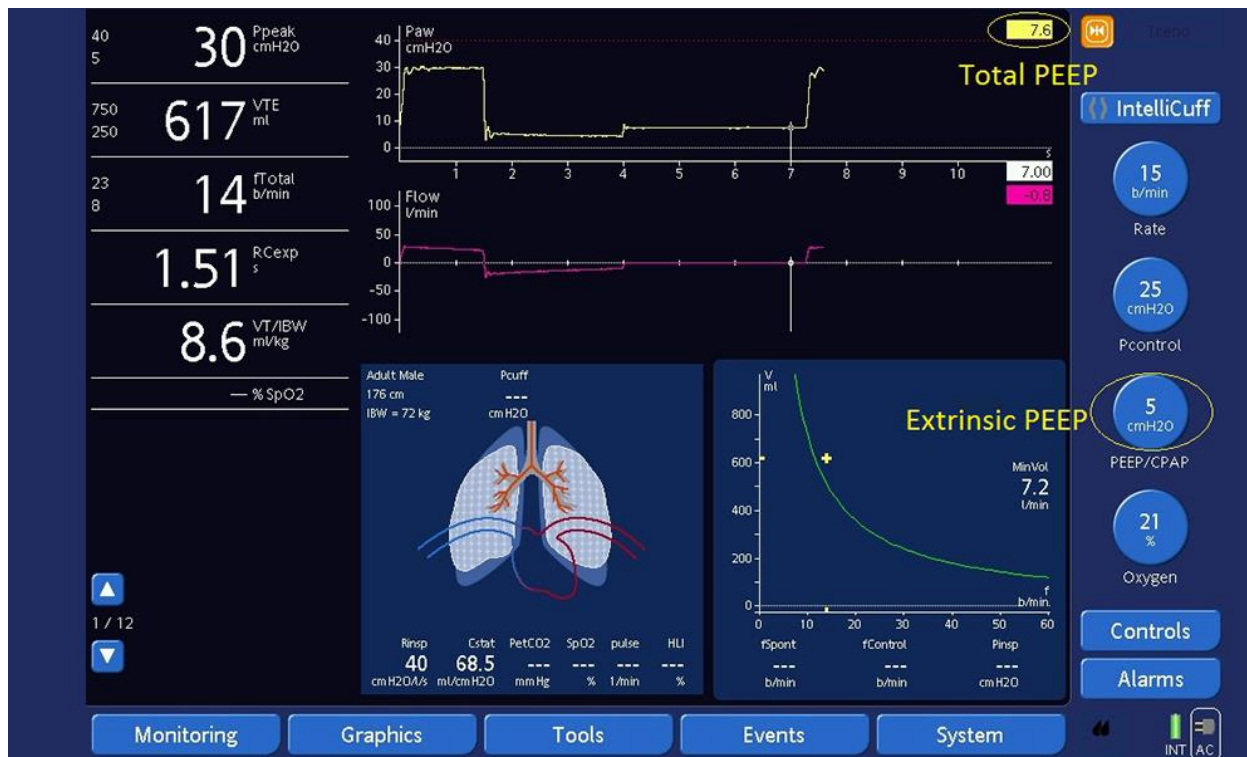 40
5
30 Ppeak
cmH2O
750
250
617 VTE
ml
23
8
14 fTotal
b/min
1.51 RCexp
s
8.6 VT/IBW
ml/kg
— % SpO2
1 / 12
Paw
cmH2O
40
30
20
10
0
1 2 3 4 5 6 7 8 9 10
s
7.6
Total PEEP
7.00
-0.8
Flow
l/min
100
50
0
-50
-100
Adult Male
176 cm
IBW = 72 kg
Pcuff
---
cmH2O
Rinsp Cstat PetCO2 SpO2 pulse HLI
40 68.5 --- --- --- ---
cmH2O/l/s ml/cmH2O mmHg % 1/min %
V
ml
800
600
400
200
0
0 10 20 30 40 50 60
f
b/min
MinVol
7.2
l/min
fSpont fControl Pinsp
--- --- ---
b/min b/min cmH2O
Extrinsic PEEP
IntelliCuff
15
b/min
Rate
25
cmH2O
Pcontrol
5
cmH2O
PEEP/CPAP
21
%
Oxygen
Controls
Alarms
Monitoring Graphics Tools Events System
INT AC